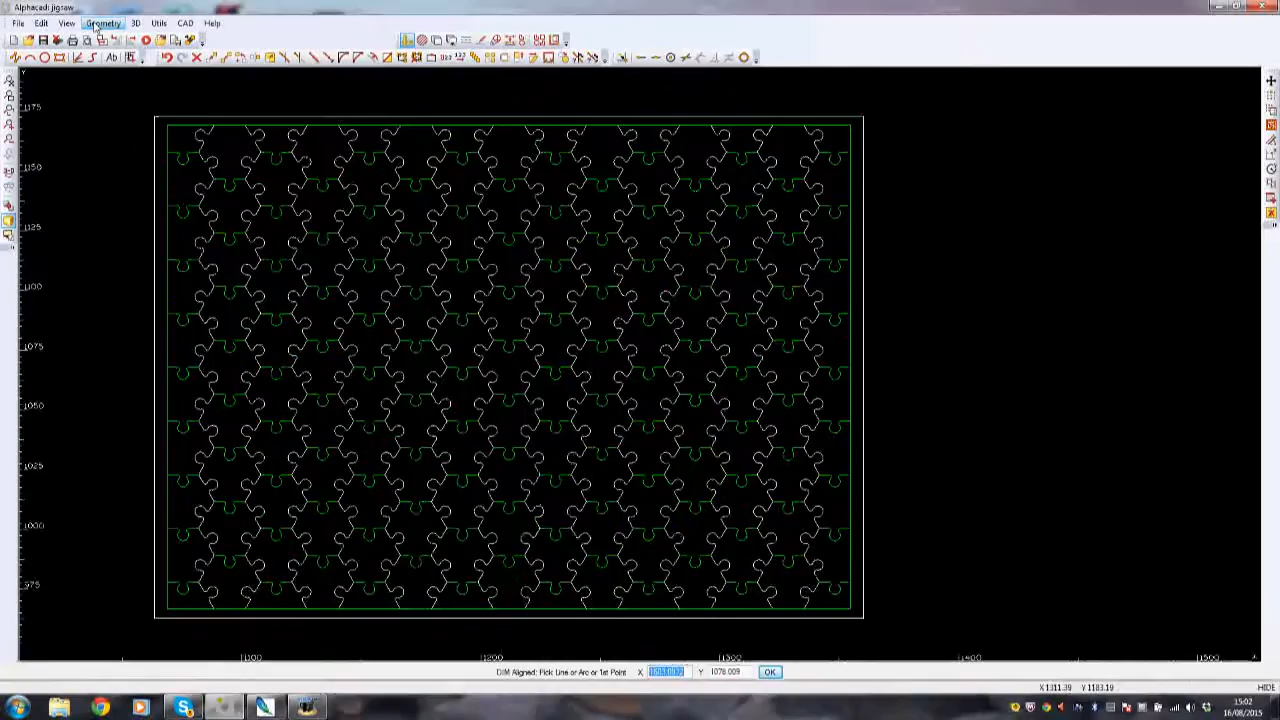 Alphacad: jigsaw
File Edit View Geometry 3D Utils CAD Help
Ab
Y
1175
1150
1125
1100
1075
1050
1025
1000
975
1100 1200 1300 1400 1500
DIM Aligned: Pick Line or Arc or 1st Point X Y 1078.009 OK
X 1311.39 Y 1183.19 HIDE
15:02
16/08/2015